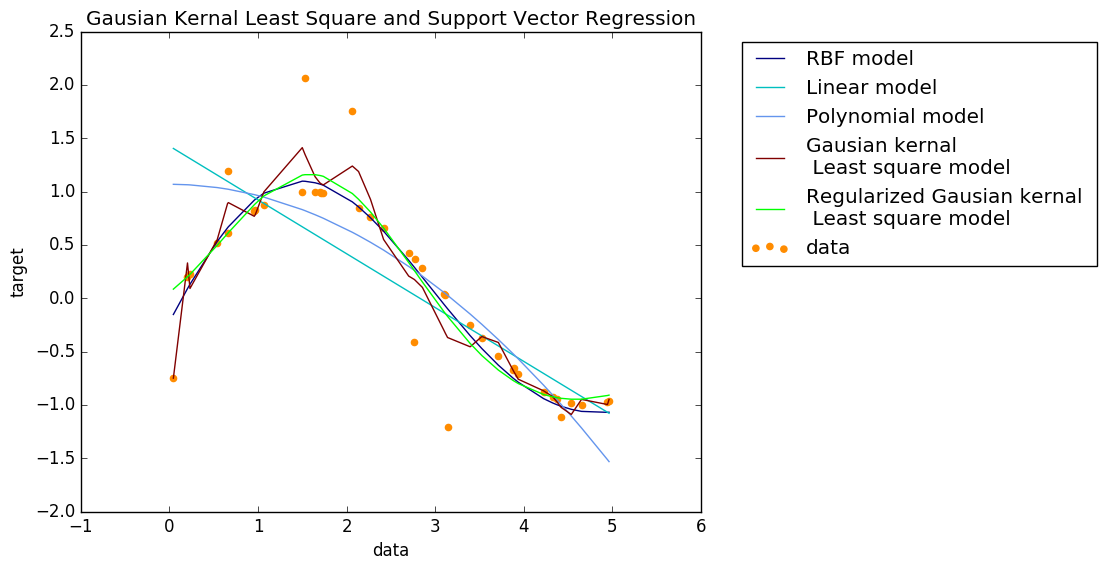 Gausian Kernal Least Square and Support Vector Regression
2.5
2.0
1.5
1.0
0.5
0.0
−0.5
−1.0
−1.5
−2.0
−1 0 1 2 3 4 5 6
target
data
RBF model
Linear model
Polynomial model
Gausian kernal
Least square model
Regularized Gausian kernal
Least square model
data